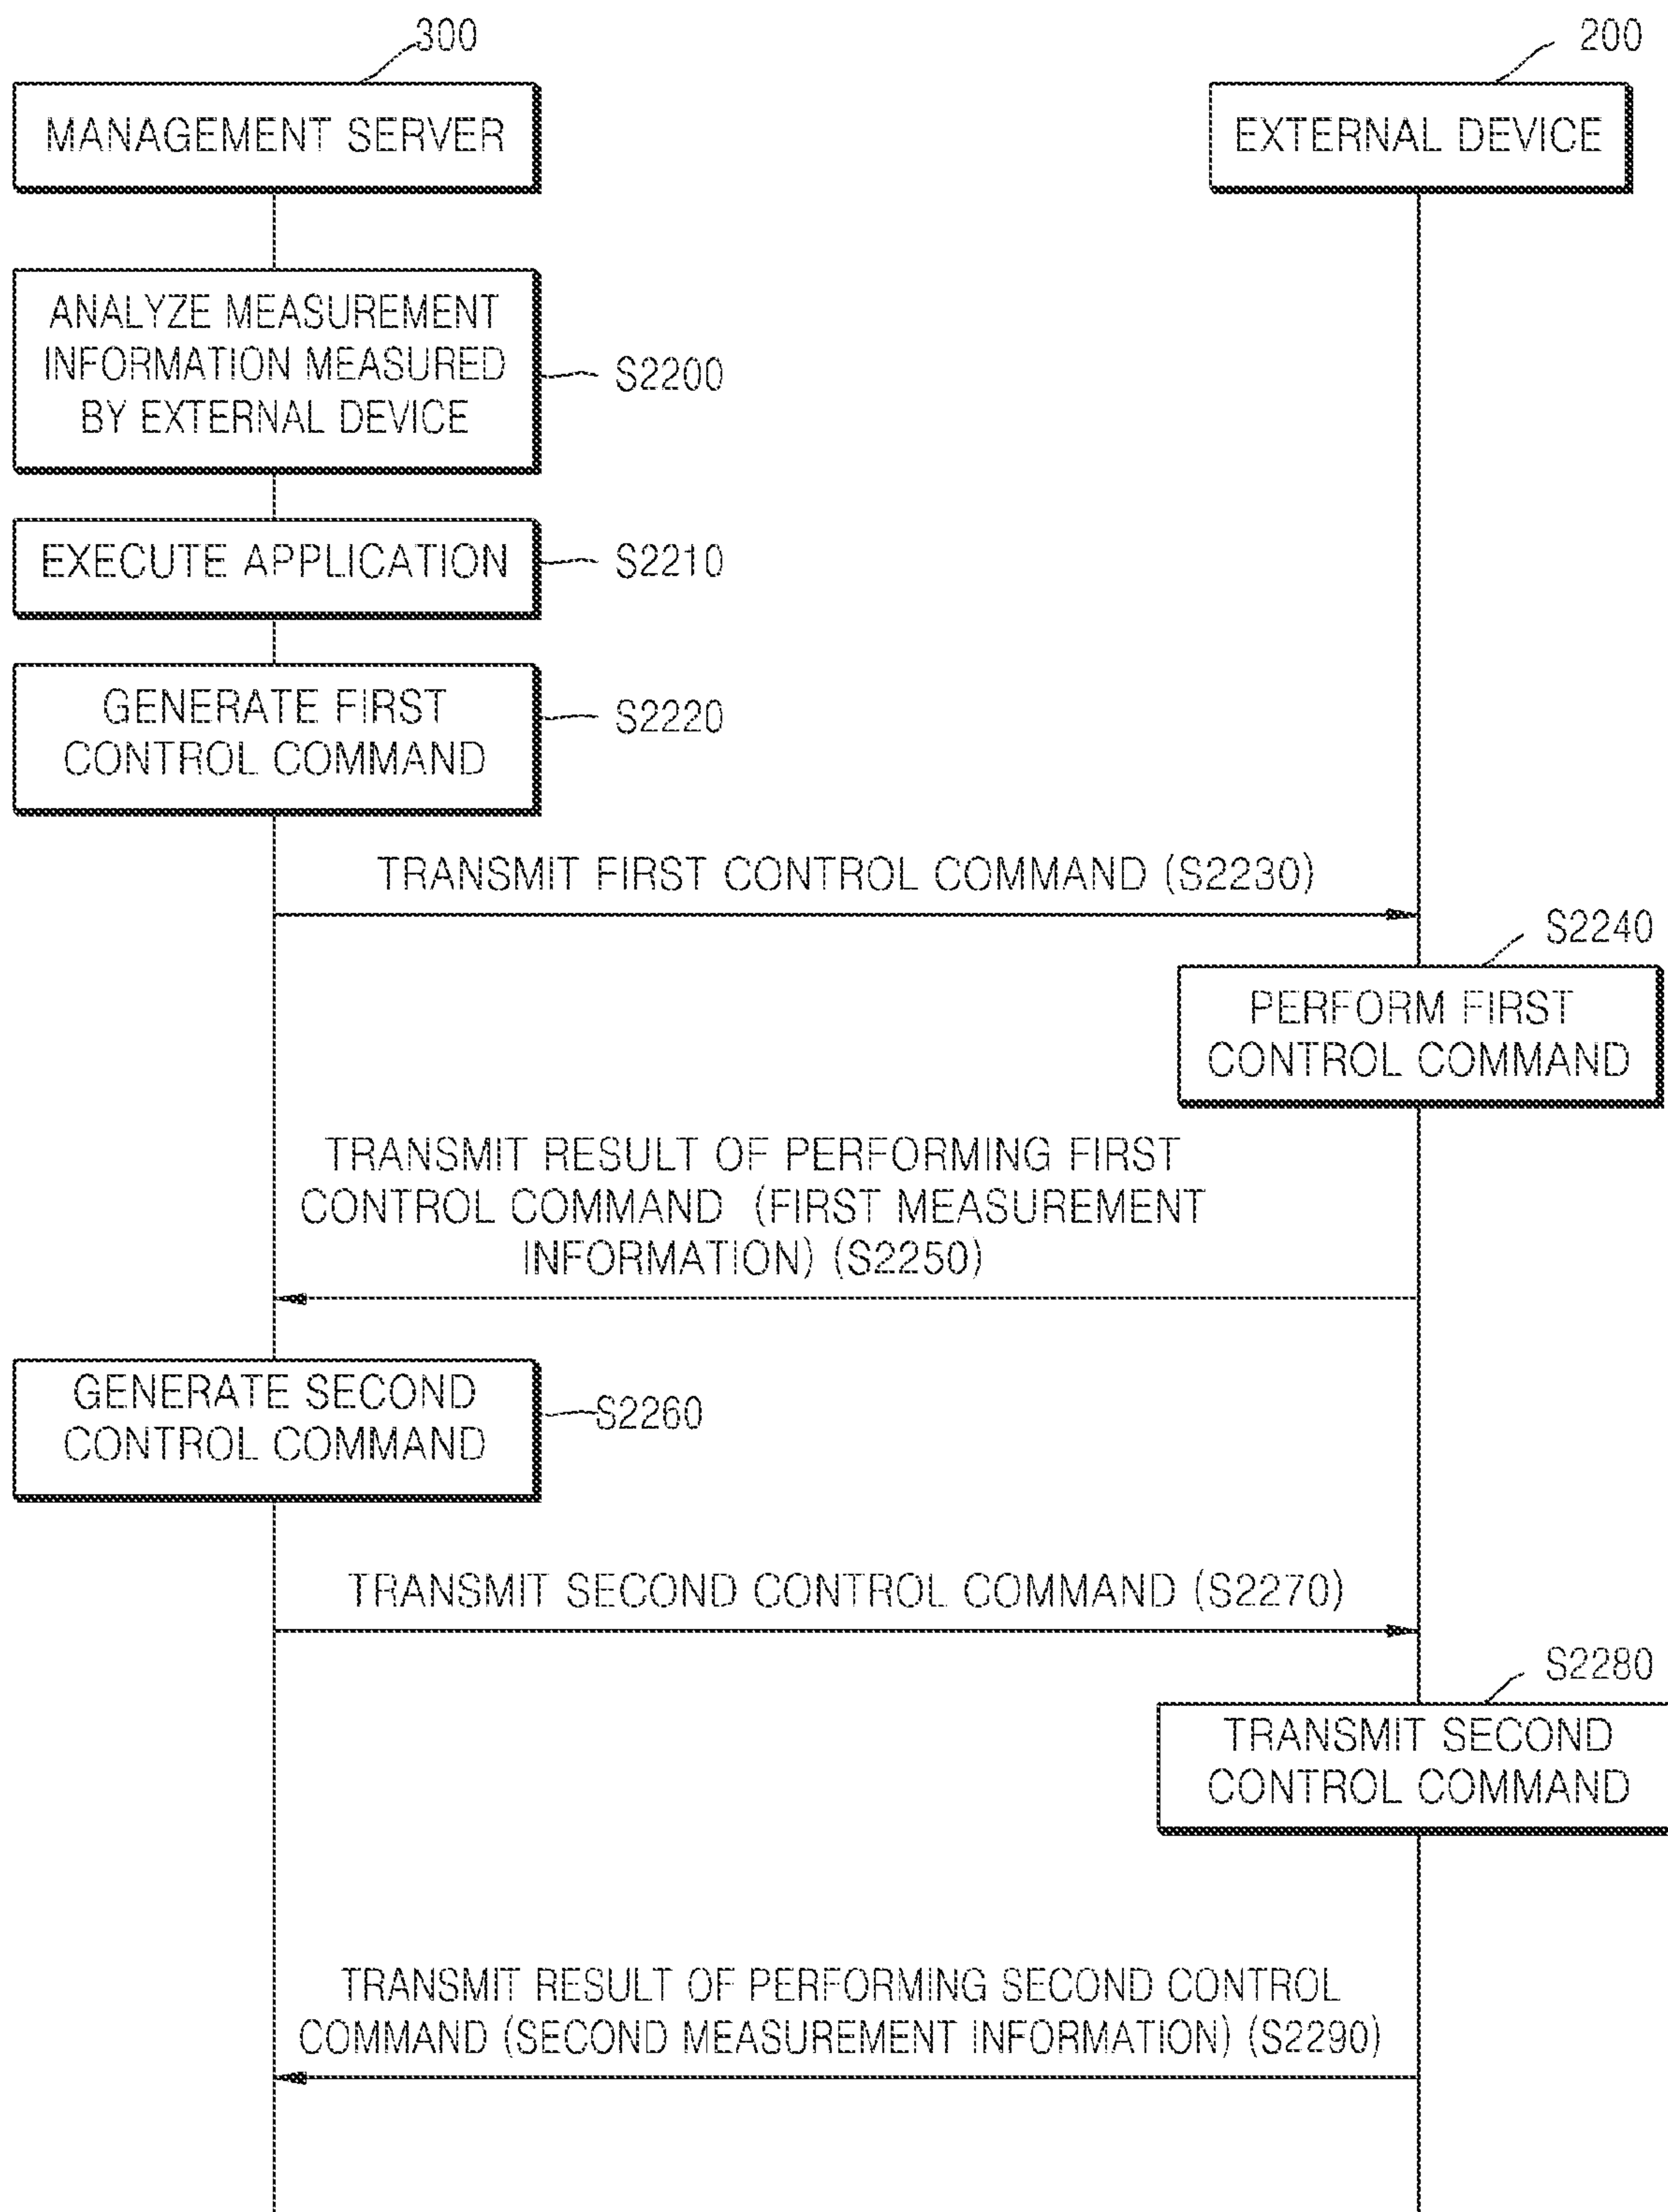 300
200
MANAGEMENT SERVER
EXTERNAL DEVICE
ANALYZE MEASUREMENT
INFORMATION MEASURED
BY EXTERNAL DEVICE
S2200
EXECUTE APPLICATION
S2210
GENERATE FIRST
CONTROL COMMAND
S2220
TRANSMIT FIRST CONTROL COMMAND (S2230)
S2240
PERFORM FIRST
CONTROL COMMAND
TRANSMIT RESULT OF PERFORMING FIRST
CONTROL COMMAND (FIRST MEASUREMENT
INFORMATION) (S2250)
GENERATE SECOND
CONTROL COMMAND
S2260
TRANSMIT SECOND CONTROL COMMAND (S2270)
S2280
TRANSMIT SECOND
CONTROL COMMAND
TRANSMIT RESULT OF PERFORMING SECOND CONTROL
COMMAND (SECOND MEASUREMENT INFORMATION) (S2290)